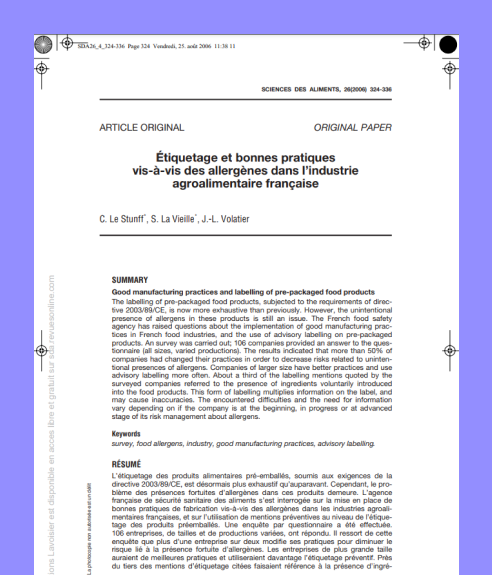 SDA26_4_324-336 Page 324 Vendredi, 25. août 2006 11:38 11
SCIENCES DES ALIMENTS, 26(2006) 324-336
ARTICLE ORIGINAL
ORIGINAL PAPER
Étiquetage et bonnes pratiques
vis-à-vis des allergènes dans l'industrie
agroalimentaire française
C. Le Stunff*, S. La Vieille*, J.-L. Volatier
SUMMARY
Good manufacturing practices and labelling of pre-packaged food products
The labelling of pre-packaged food products, subjected to the requirements of direc-
tive 2003/89/CE, is now more exhaustive than previously. However, the unintentional
presence of allergens in these products is still an issue. The French food safety
agency has raised questions about the implementation of good manufacturing prac-
tices in French food industries, and the use of advisory labelling on pre-packaged
products. An survey was carried out; 106 companies provided an answer to the ques-
tionnaire (all sizes, varied productions). The results indicated that more than 50% of
companies had changed their practices in order to decrease risks related to uninten-
tional presences of allergens. Companies of larger size have better practices and use
advisory labelling more often. About a third of the labelling mentions quoted by the
surveyed companies referred to the presence of ingredients voluntarily introduced
into the food products. This form of labelling multiplies information on the label, and
may cause inaccuracies. The encountered difficulties and the need for information
vary depending on if the company is at the beginning, in progress or at advanced
stage of its risk management about allergens.
Keywords
survey, food allergens, industry, good manufacturing practices, advisory labelling.
RÉSUMÉ
L'étiquetage des produits alimentaires pré-emballés, soumis aux exigences de la
directive 2003/89/CE, est désormais plus exhaustif qu'auparavant. Cependant, le pro-
blème des présences fortuites d'allergènes dans ces produits demeure. L'agence
française de sécurité sanitaire des aliments s'est interrogée sur la mise en place de
bonnes pratiques de fabrication vis-à-vis des allergènes dans les industries agroali-
mentaires françaises, et sur l'utilisation de mentions préventives au niveau de l'étique-
tage des produits préemballés. Une enquête par questionnaire a été effectuée.
106 entreprises, de tailles et de productions variées, ont répondu. Il ressort de cette
enquête que plus d'une entreprise sur deux modifie ses pratiques pour diminuer le
risque lié à la présence fortuite d'allergènes. Les entreprises de plus grande taille
auraient de meilleures pratiques et utiliseraient davantage l'étiquetage préventif. Près
du tiers des mentions d'étiquetage citées faisaient référence à la présence d'ingré-
ions Lavoisier est disponible en acces libre et gratuit sur sda.revuesonline.com
La photocopie non autorisée est un délit